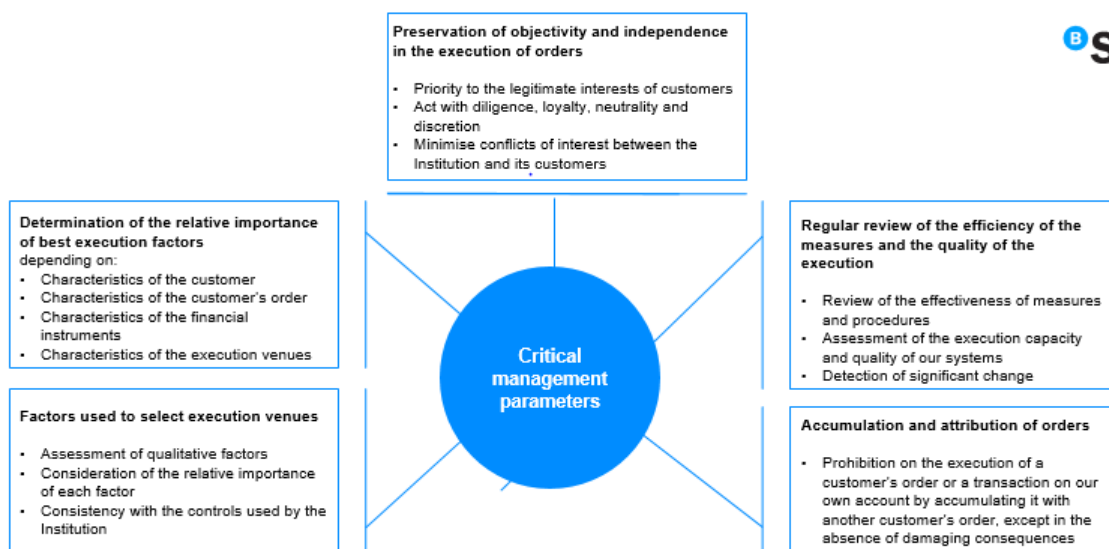 Preservation of objectivity and independence
in the execution of orders
• Priority to the legitimate interests of customers
• Act with diligence, loyalty, neutrality and
discretion
• Minimise conflicts of interest between the
Institution and its customers
B S
Determination of the relative importance
of best execution factors
depending on:
• Characteristics of the customer
• Characteristics of the customer's order
• Characteristics of the financial
instruments
• Characteristics of the execution venues
Regular review of the efficiency of the
measures and the quality of the
execution
• Review of the effectiveness of measures
and procedures
• Assessment of the execution capacity
and quality of our systems
• Detection of significant change
Critical
management
parameters
Factors used to select execution venues
• Assessment of qualitative factors
• Consideration of the relative importance
of each factor
• Consistency with the controls used by the
Institution
Accumulation and attribution of orders
• Prohibition on the execution of a
customer's order or a transaction on our
own account by accumulating it with
another customer's order, except in the
absence of damaging consequences